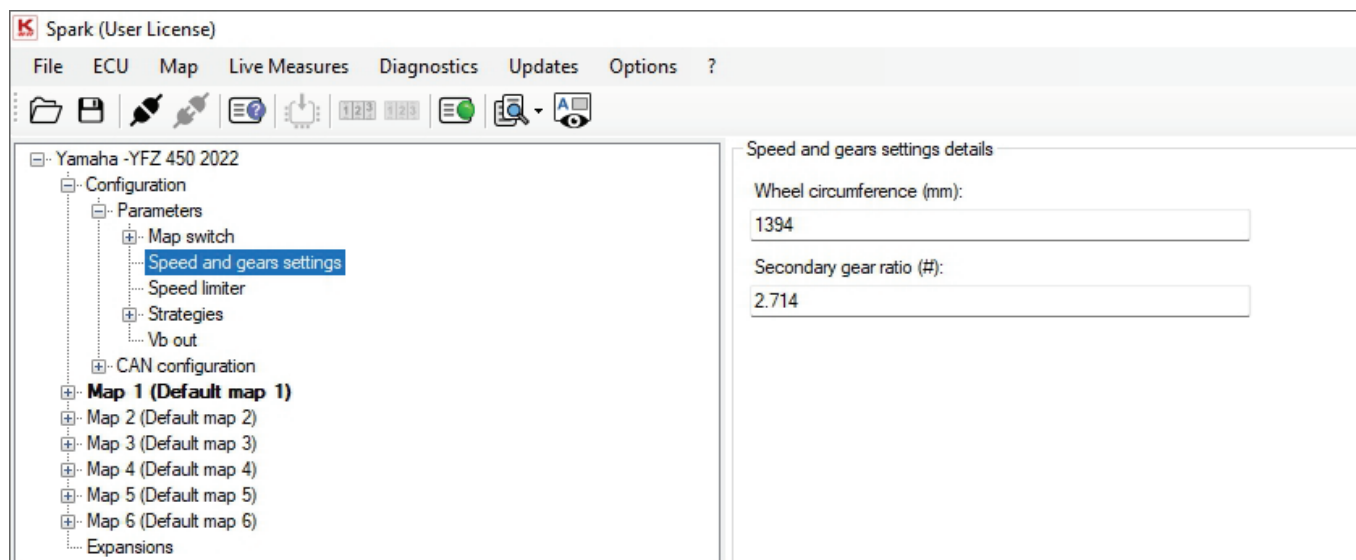 Spark (User License)
File ECU Map Live Measures Diagnostics Updates Options ?
Yamaha -YFZ 450 2022
Configuration
Parameters
Map switch
Speed and gears settings
Speed limiter
Strategies
Vb out
CAN configuration
Map 1 (Default map 1)
Map 2 (Default map 2)
Map 3 (Default map 3)
Map 4 (Default map 4)
Map 5 (Default map 5)
Map 6 (Default map 6)
Expansions
Speed and gears settings details
Wheel circumference (mm):
1394
Secondary gear ratio (#):
2.714